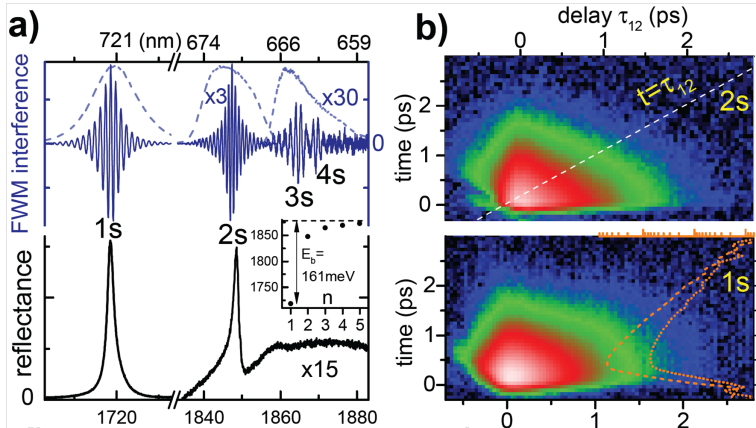 a)
721 (nm) 674 666 659
FWM interference
x3
x30
0
3s
4s
1s
2s
reflectance
0
x15
1850
1800
1750
E_b=
161meV
n
1 2 3 4 5
1720 1840 1860 1880
b)
delay τ₁₂ (ps)
0 1 2
time (ps)
2
1
0
t=τ₁₂
2s
time (ps)
2
1
0
1s
0 1 2